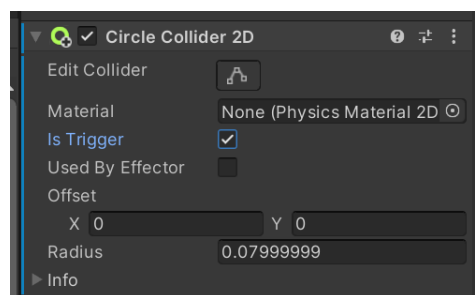 Circle Collider 2D
Edit Collider
Material None (Physics Material 2D
Is Trigger
Used By Effector
Offset
X 0 Y 0
Radius 0.07999999
Info